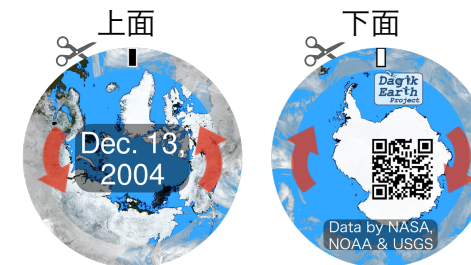 上面
下面
Dec. 13,
2004
Dagik
Earth
Project
Data by NASA,
NOAA & USGS